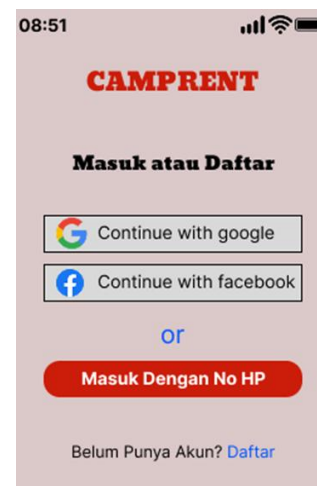 08:51
CAMPRENT
Masuk atau Daftar
Continue with google
Continue with facebook
or
Masuk Dengan No HP
Belum Punya Akun? Daftar